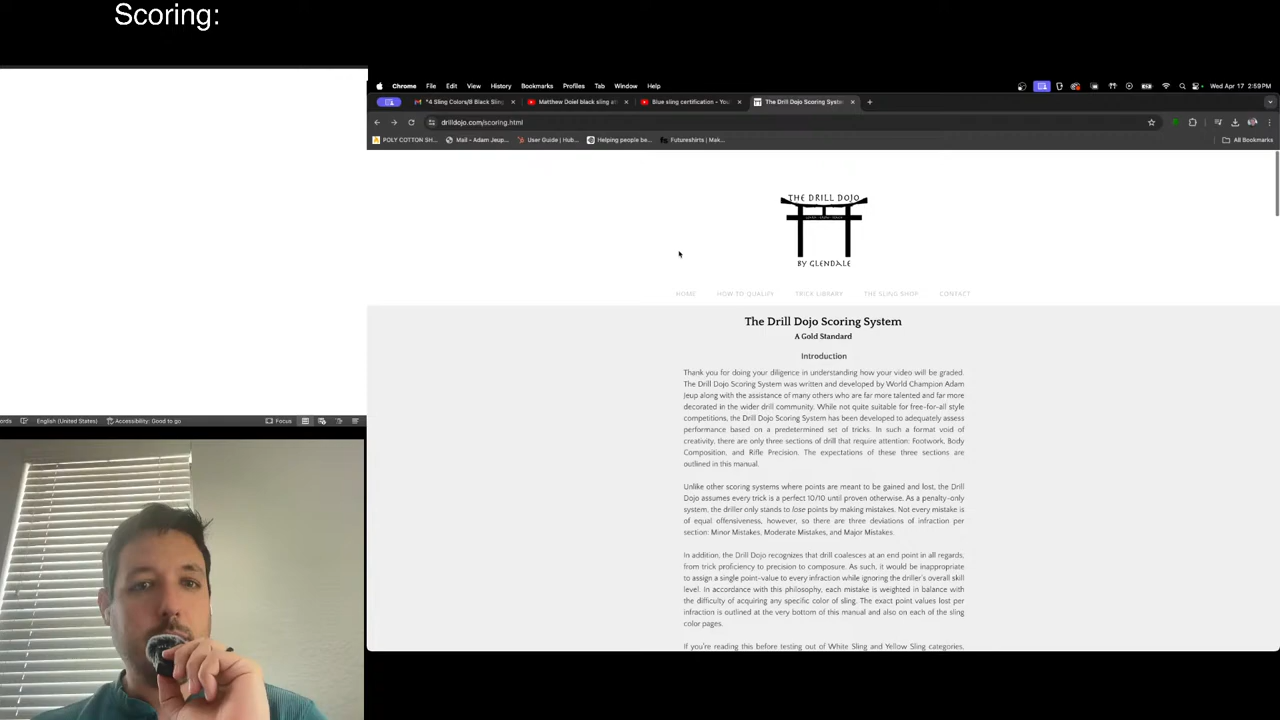 Scoring:
Chrome File Edit View History Bookmarks Profiles Tab Window Help
Wed Apr 17 2:59PM
*4 Sling Colors/8 Black Sling
Matthew Doiel black sling at
Blue sling certification - You
The Drill Dojo Scoring System
drilldojo.com/scoring.html
POLY COTTON SH...
Mail - Adam Jeup...
User Guide | Hub...
Helping people be...
Futureshirts | Mak...
All Bookmarks
THE DRILL DOJO
BY GLENDALE
HOME HOW TO QUALIFY TRICK LIBRARY THE SLING SHOP CONTACT
The Drill Dojo Scoring System
A Gold Standard
Introduction
Thank you for doing your diligence in understanding how your video will be graded.
The Drill Dojo Scoring System was written and developed by World Champion Adam
Jeup along with the assistance of many others who are far more talented and far more
decorated in the wider drill community. While not quite suitable for free-for-all style
competitions, the Drill Dojo Scoring System has been developed to adequately assess
performance based on a predetermined set of tricks. In such a format void of
creativity, there are only three sections of drill that require attention: Footwork, Body
Composition, and Rifle Precision. The expectations of these three sections are
outlined in this manual.
Unlike other scoring systems where points are meant to be gained and lost, the Drill
Dojo assumes every trick is a perfect 10/10 until proven otherwise. As a penalty-only
system, the driller only stands to lose points by making mistakes. Not every mistake is
of equal offensiveness, however, so there are three deviations of infraction per
section: Minor Mistakes, Moderate Mistakes, and Major Mistakes.
In addition, the Drill Dojo recognizes that drill coalesces at an end point in all regards,
from trick proficiency to precision to composure. As such, it would be inappropriate
to assign a single point-value to every infraction while ignoring the driller's overall skill
level. In accordance with this philosophy, each mistake is weighted in balance with
the difficulty of acquiring any specific color of sling. The exact point values lost per
infraction is outlined at the very bottom of this manual and also on each of the sling
color pages.
If you're reading this before testing out of White Sling and Yellow Sling categories,
ords English (United States) Accessibility: Good to go Focus